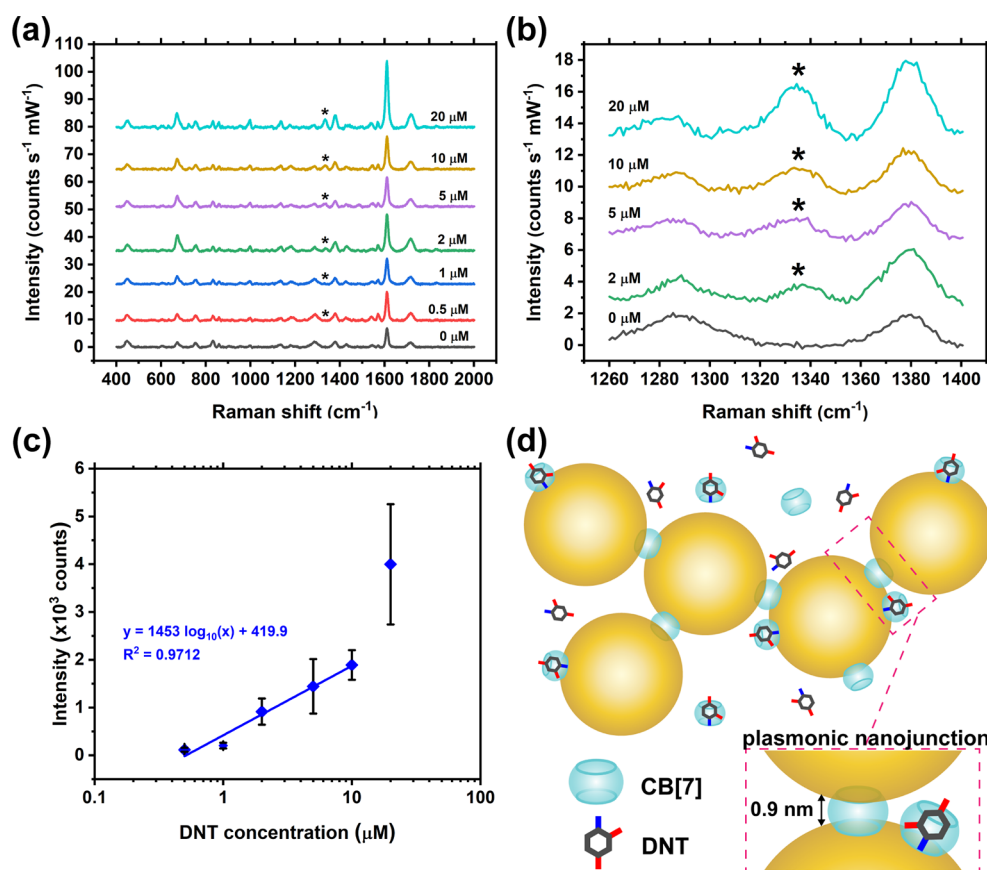 (a)
110
100
90
80
70
60
50
40
30
20
10
0
Intensity (counts s⁻¹ mW⁻¹)
*
20 µM
*
10 µM
*
5 µM
*
2 µM
*
1 µM
*
0.5 µM
0 µM
400 600 800 1000 1200 1400 1600 1800 2000
Raman shift (cm⁻¹)
(b)
18
16
14
12
10
8
6
4
2
0
Intensity (counts s⁻¹ mW⁻¹)
*
20 µM
*
10 µM
*
5 µM
*
2 µM
0 µM
1260 1280 1300 1320 1340 1360 1380 1400
Raman shift (cm⁻¹)
(c)
6
5
4
3
2
1
0
Intensity (x10³ counts)
y = 1453 log₁₀(x) + 419.9
R² = 0.9712
0.1 1 10 100
DNT concentration (µM)
(d)
plasmonic nanojunction
0.9 nm
CB[7]
DNT